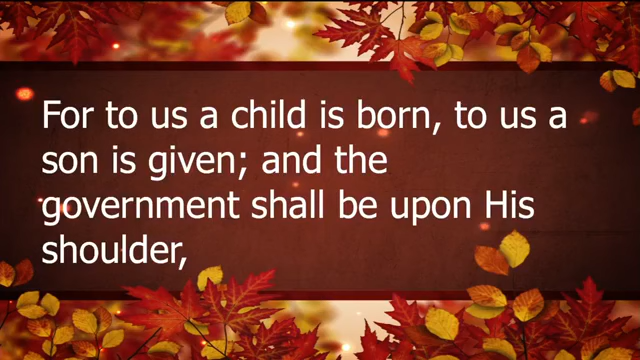 For to us a child is born, to us a
son is given; and the
government shall be upon His
shoulder,